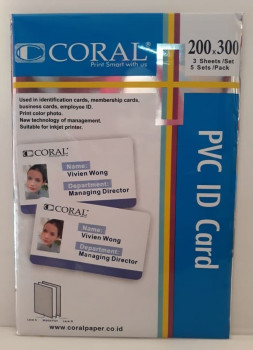 CORAL®
Print Smart with us
200.300
3 Sheets/Set
5 Sets/Pack
Used in identification cards, membership cards,
business cards, employee ID.
Print color photo.
New technology of management.
Suitable for inkjet printer.
PVC ID Card
CORAL®
Name:
Vivien Wong
Department:
Managing Director
CORAL®
Name:
Vivien Wong
Department:
Managing Director
www.coralpaper.co.id